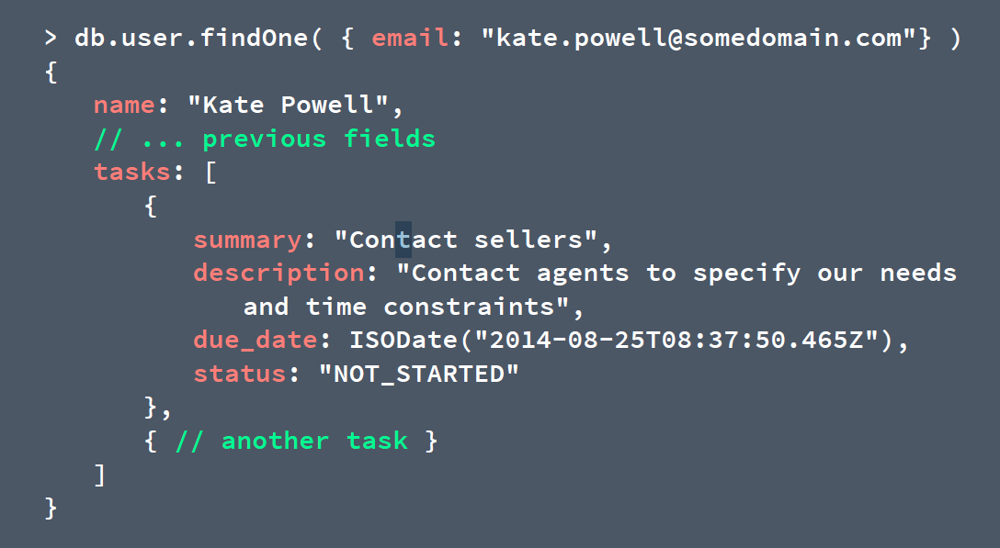 > db.user.findOne( { email: "kate.powell@somedomain.com"} )
{
name: "Kate Powell",
// ... previous fields
tasks: [
{
summary: "Contact sellers",
description: "Contact agents to specify our needs
and time constraints",
due_date: ISODate("2014-08-25T08:37:50.465Z"),
status: "NOT_STARTED"
},
{ // another task }
]
}